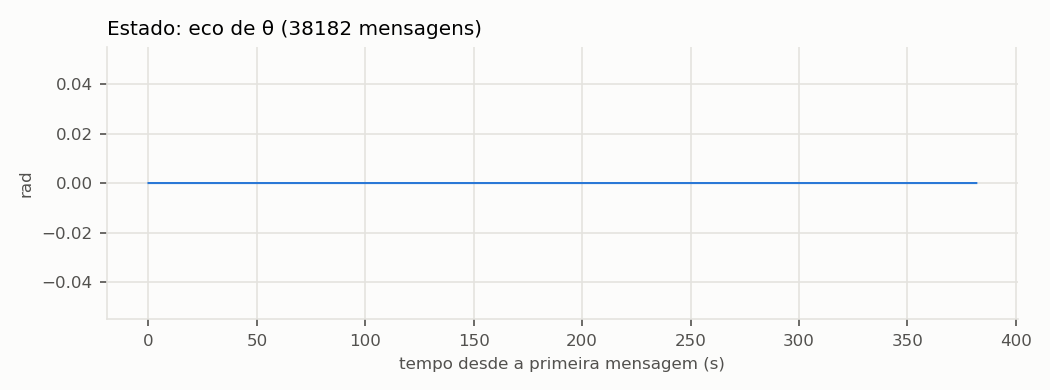 Estado: eco de θ (38182 mensagens)
0.04
0.02
0.00
−0.02
−0.04
rad
0 50 100 150 200 250 300 350 400
tempo desde a primeira mensagem (s)